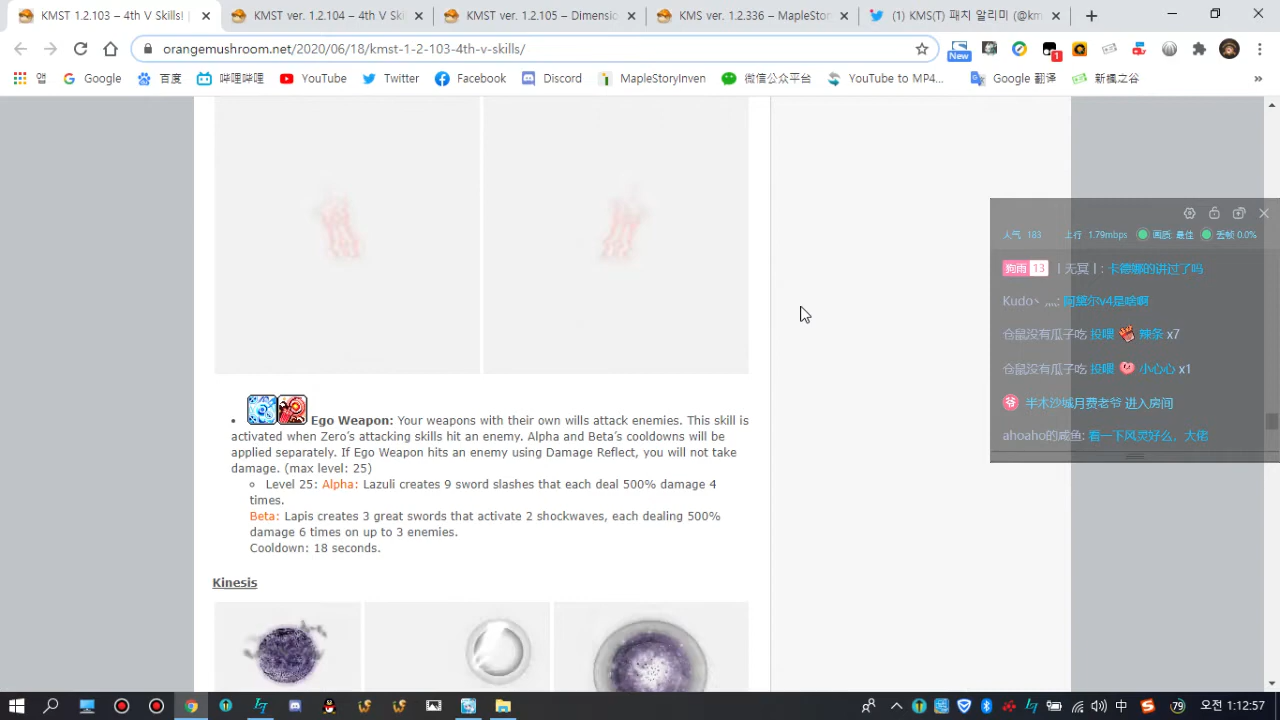 KMST 1.2.103 – 4th V Skills!
KMST ver. 1.2.104 – 4th V Ski
KMST ver. 1.2.105 – Dimensio
KMS ver. 1.2.336 – MapleStor
(1) KMS(T) 패치 알리미 (@km
orangemushroom.net/2020/06/18/kmst-1-2-103-4th-v-skills/
New
1
앱
Google
百度
哔哩哔哩
YouTube
Twitter
Facebook
Discord
MapleStoryInven
微信公众平台
YouTube to MP4...
Google 翻译
新楓之谷
»
人气 183 上行 1.79mbps 画质: 最佳 丢帧 0.0%
狗雨 13 丨无冥丨: 卡德娜的讲过了吗
Kudo丶灬: 阿黛尔v4是啥啊
仓鼠没有瓜子吃 投喂 辣条 x7
仓鼠没有瓜子吃 投喂 小心心 x1
爷 半木沙城月费老爷 进入房间
ahoaho的咸鱼: 看一下风灵好么，大佬
• Ego Weapon: Your weapons with their own wills attack enemies. This skill is
activated when Zero's attacking skills hit an enemy. Alpha and Beta's cooldowns will be
applied separately. If Ego Weapon hits an enemy using Damage Reflect, you will not take
damage. (max level: 25)
Level 25: Alpha: Lazuli creates 9 sword slashes that each deal 500% damage 4
times.
Beta: Lapis creates 3 great swords that activate 2 shockwaves, each dealing 500%
damage 6 times on up to 3 enemies.
Cooldown: 18 seconds.
Kinesis
中
79
오전 1:12:57